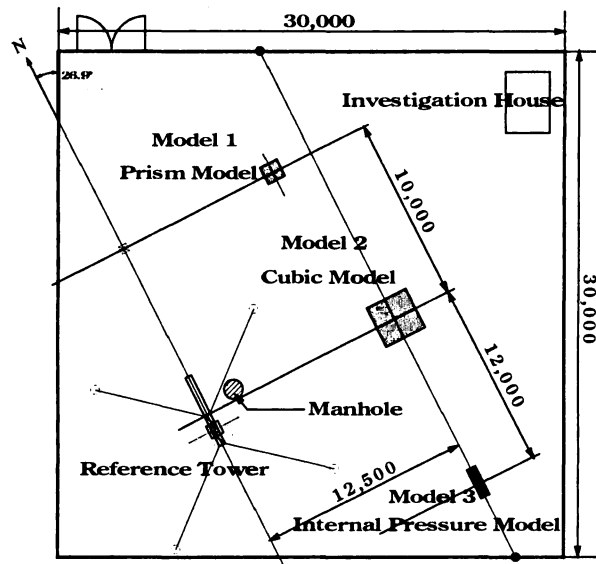 30,000
N
26.9°
Investigation House
Model 1
Prism Model
10,000
Model 2
Cubic Model
30,000
12,000
Manhole
Reference Tower
12,500
Model 3
Internal Pressure Model